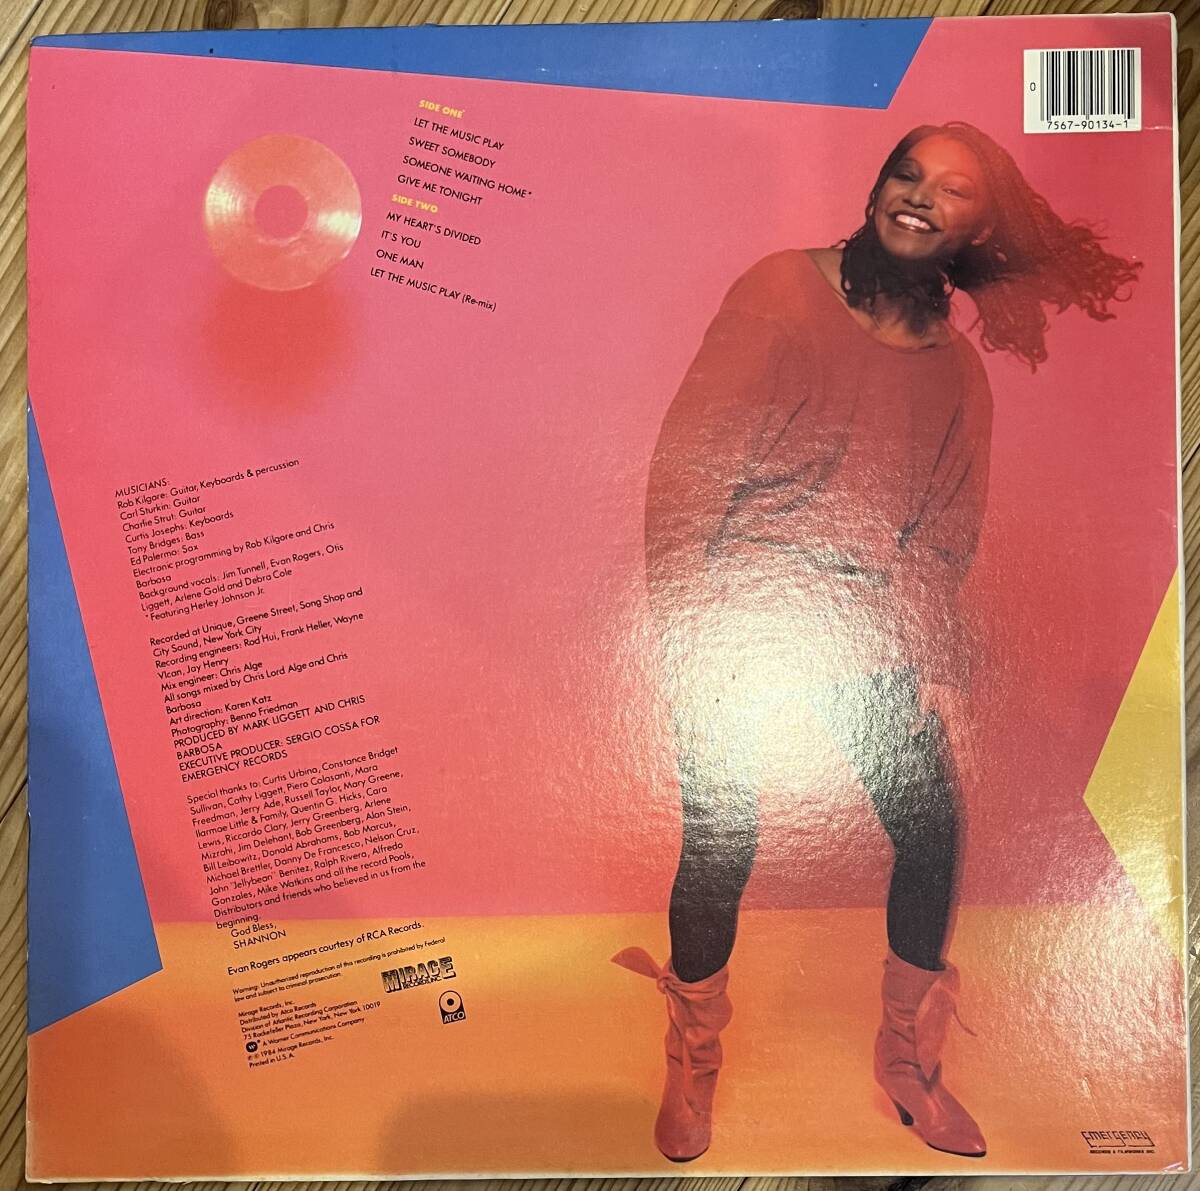 SIDE ONE
LET THE MUSIC PLAY
SWEET SOMEBODY
SOMEONE WAITING HOME*
GIVE ME TONIGHT
SIDE TWO
MY HEART'S DIVIDED
IT'S YOU
ONE MAN
LET THE MUSIC PLAY (Re-mix)
0
7567-90134-1
MUSICIANS:
Rob Kilgore: Guitar, Keyboards & percussion
Carl Sturkin: Guitar
Charlie Strut: Guitar
Curtis Josephs: Keyboards
Tony Bridges: Bass
Ed Palermo: Sax
Electronic programming by Rob Kilgore and Chris
Barbosa
Background vocals: Jim Tunnell, Evan Rogers, Otis
Liggett, Arlene Gold and Debra Cole
*Featuring Herley Johnson Jr.
Recorded at Unique, Greene Street, Song Shop and
City Sound, New York City
Recording engineers: Rod Hui, Frank Heller, Wayne
Vlcan, Jay Henry
Mix engineer: Chris Alge
All songs mixed by Chris Lord Alge and Chris
Barbosa
Art direction: Karen Katz
Photography: Benno Friedman
PRODUCED BY MARK LIGGETT AND CHRIS
BARBOSA
EXECUTIVE PRODUCER: SERGIO COSSA FOR
EMERGENCY RECORDS
Special thanks to: Curtis Urbina, Constance Bridget
Sullivan, Cathy Liggett, Piero Colasanti, Mara
Freedman, Jerry Ade, Russell Taylor, Mary Greene,
Ilarmae Little & Family, Quentin G. Hicks, Cara
Lewis, Riccardo Clary, Jerry Greenberg, Arlene
Mizrahi, Jim Delehant, Bob Greenberg, Alan Stein,
Bill Leibowitz, Donald Abrahams, Bob Marcus,
Michael Brettler, Danny De Francesco, Nelson Cruz,
John "Jellybean" Benitez, Ralph Rivera, Alfredo
Gonzales, Mike Watkins and all the record Pools,
Distributors and friends who believed in us from the
beginning.
God Bless,
SHANNON
Evan Rogers appears courtesy of RCA Records.
Warning: Unauthorized reproduction of this recording is prohibited by Federal
law and subject to criminal prosecution.
MIRAGE
RECORDS, INC.
ATCO
Mirage Records, Inc.
Distributed by Atco Records
Division of Atlantic Recording Corporation
75 Rockefeller Plaza, New York, New York 10019
A Warner Communications Company
℗ © 1984 Mirage Records, Inc.
Printed in U.S.A.
EMERGENCY
RECORDS & FILMWORKS INC.